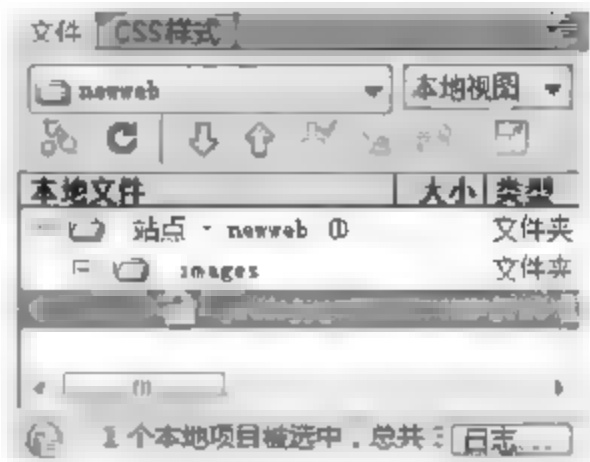 文件 CSS样式
newweb 本地视图
本地文件 大小 类型
站点 - newweb 文件夹
images 文件夹
1 个本地项目被选中，总共 日志...